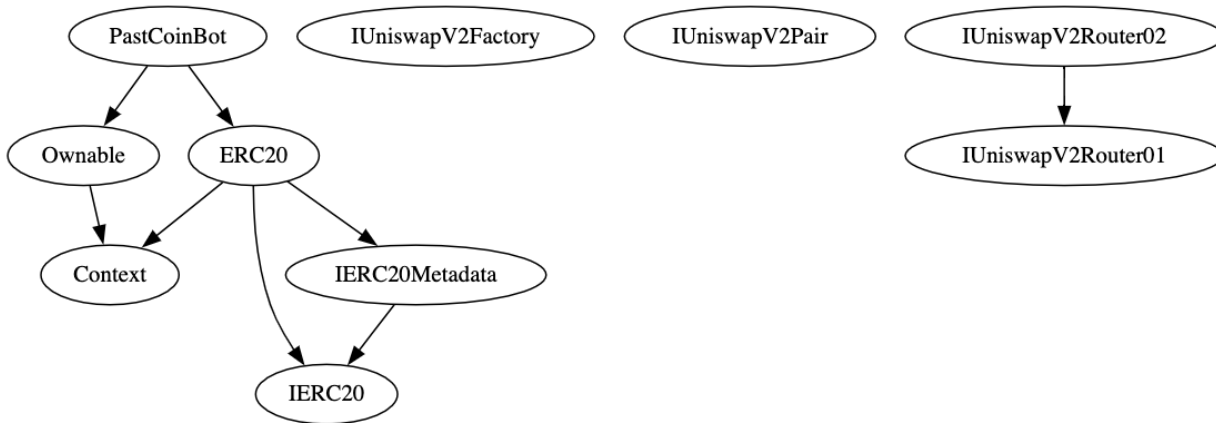 PastCoinBot
IUniswapV2Factory
IUniswapV2Pair
IUniswapV2Router02
Ownable
ERC20
IUniswapV2Router01
Context
IERC20Metadata
IERC20